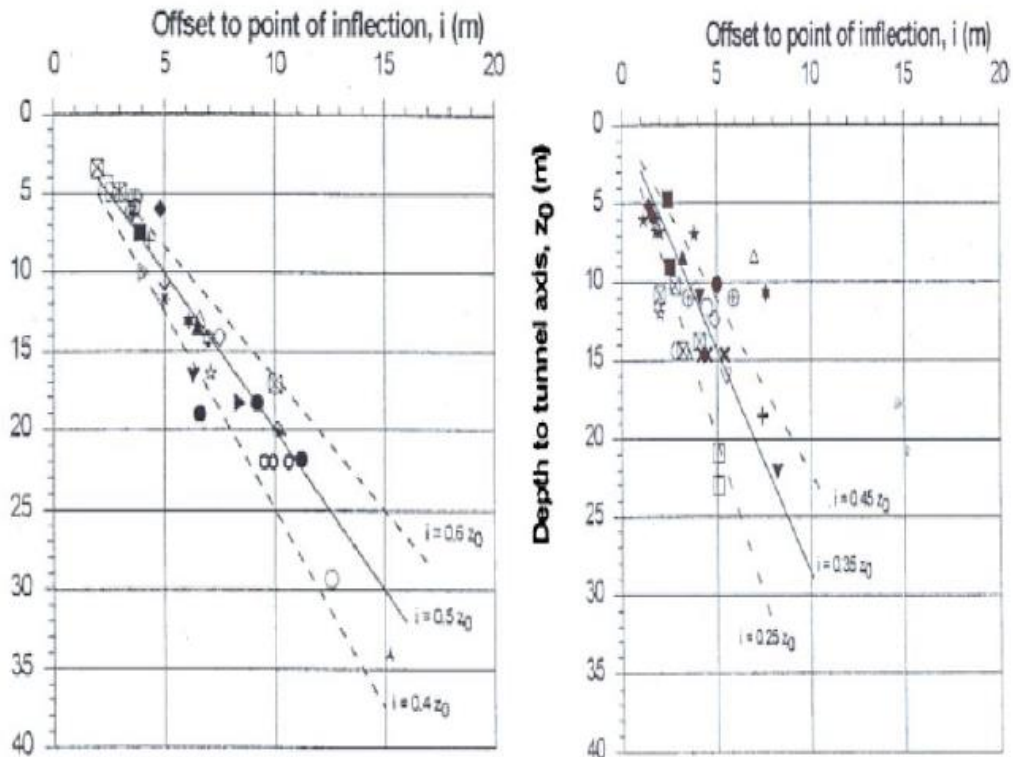 Offset to point of inflection, i (m)
0 5 10 15 20
0
5
10
15
20
25
30
35
40
i = 0.6 z0
i = 0.5 z0
i = 0.4 z0
Depth to tunnel axis, z0 (m)
Offset to point of inflection, i (m)
0 5 10 15 20
0
5
10
15
20
25
30
35
40
i = 0.45 z0
i = 0.35 z0
i = 0.25 z0